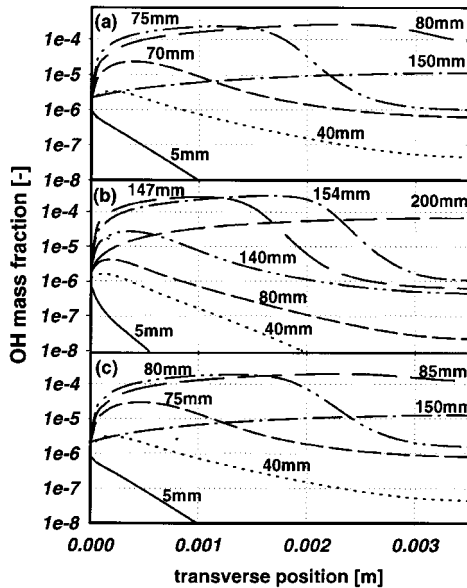 (a)
75mm
80mm
70mm
150mm
40mm
5mm
1e-4
1e-5
1e-6
1e-7
1e-8
(b)
147mm
154mm
200mm
140mm
80mm
40mm
5mm
1e-4
1e-5
1e-6
1e-7
1e-8
(c)
80mm
85mm
75mm
150mm
40mm
5mm
1e-4
1e-5
1e-6
1e-7
1e-8
OH mass fraction [-]
0.000 0.001 0.002 0.003
transverse position [m]